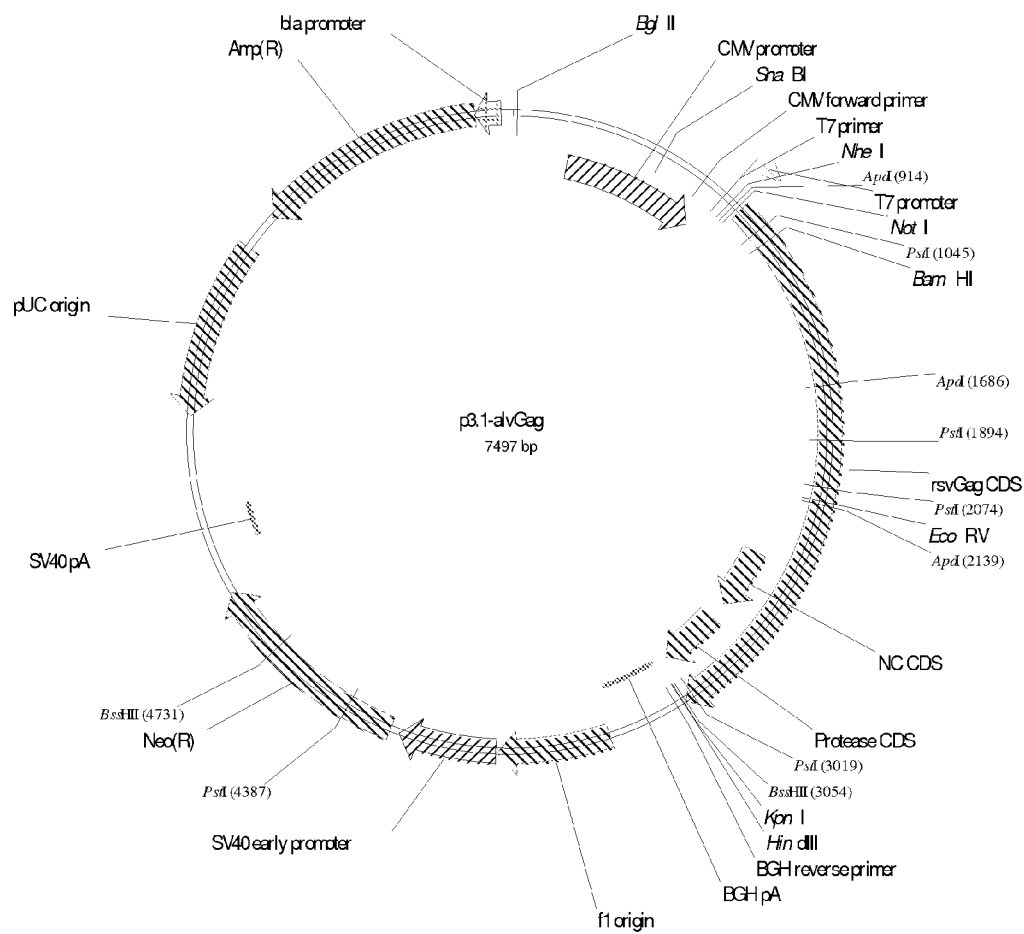 bla promoter
Amp(R)
Bgl II
CMV promoter
Sna BI
CMV forward primer
T7 primer
Nhe I
ApaI (914)
T7 promoter
Not I
PstI (1045)
Bam HI
pUC origin
ApaI (1686)
p3.1-alvGag
7497 bp
PstI (1894)
rsvGag CDS
PstI (2074)
Eco RV
ApaI (2139)
SV40 pA
NC CDS
BssHII (4731)
Neo(R)
Protease CDS
PstI (3019)
PstI (4387)
BssHII (3054)
Kpn I
Hin dIII
SV40 early promoter
BGH reverse primer
BGH pA
f1 origin